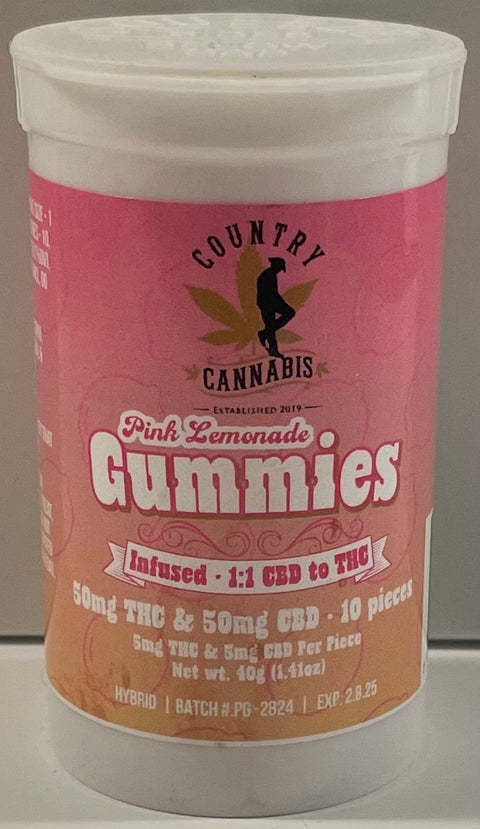 COUNTRY
CANNABIS
ESTABLISHED 2019
Pink Lemonade
Gummies
Infused · 1:1 CBD to THC
50mg THC & 50mg CBD · 10 pieces
5mg THC & 5mg CBD Per Piece
Net wt. 40g (1.41oz)
HYBRID | BATCH #:PG-2824 | EXP: 2.8.25